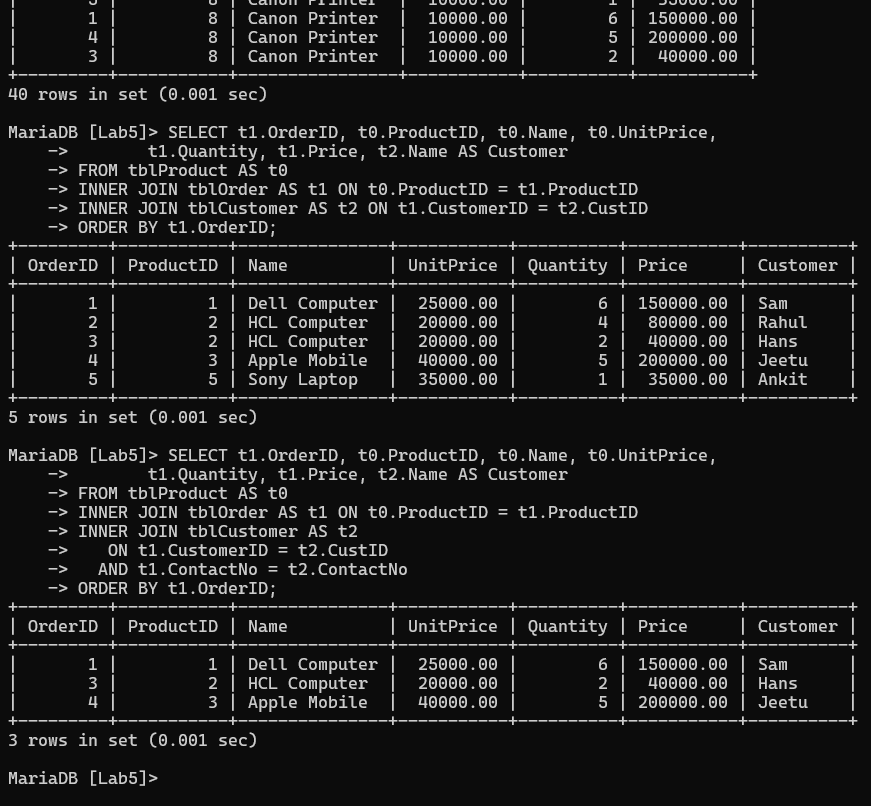 |       3 |         8 | Canon Printer  |  10000.00 |        1 |  35000.00 |
|       1 |         8 | Canon Printer  |  10000.00 |        6 | 150000.00 |
|       4 |         8 | Canon Printer  |  10000.00 |        5 | 200000.00 |
|       3 |         8 | Canon Printer  |  10000.00 |        2 |  40000.00 |
+---------+-----------+----------------+-----------+----------+-----------+
40 rows in set (0.001 sec)
MariaDB [Lab5]> SELECT t1.OrderID, t0.ProductID, t0.Name, t0.UnitPrice,
    ->        t1.Quantity, t1.Price, t2.Name AS Customer
    -> FROM tblProduct AS t0
    -> INNER JOIN tblOrder AS t1 ON t0.ProductID = t1.ProductID
    -> INNER JOIN tblCustomer AS t2 ON t1.CustomerID = t2.CustID
    -> ORDER BY t1.OrderID;
+---------+-----------+---------------+-----------+----------+-----------+----------+
| OrderID | ProductID | Name          | UnitPrice | Quantity | Price     | Customer |
+---------+-----------+---------------+-----------+----------+-----------+----------+
|       1 |         1 | Dell Computer |  25000.00 |        6 | 150000.00 | Sam      |
|       2 |         2 | HCL Computer  |  20000.00 |        4 |  80000.00 | Rahul    |
|       3 |         2 | HCL Computer  |  20000.00 |        2 |  40000.00 | Hans     |
|       4 |         3 | Apple Mobile  |  40000.00 |        5 | 200000.00 | Jeetu    |
|       5 |         5 | Sony Laptop   |  35000.00 |        1 |  35000.00 | Ankit    |
+---------+-----------+---------------+-----------+----------+-----------+----------+
5 rows in set (0.001 sec)
MariaDB [Lab5]> SELECT t1.OrderID, t0.ProductID, t0.Name, t0.UnitPrice,
    ->        t1.Quantity, t1.Price, t2.Name AS Customer
    -> FROM tblProduct AS t0
    -> INNER JOIN tblOrder AS t1 ON t0.ProductID = t1.ProductID
    -> INNER JOIN tblCustomer AS t2
    ->    ON t1.CustomerID = t2.CustID
    ->   AND t1.ContactNo = t2.ContactNo
    -> ORDER BY t1.OrderID;
+---------+-----------+---------------+-----------+----------+-----------+----------+
| OrderID | ProductID | Name          | UnitPrice | Quantity | Price     | Customer |
+---------+-----------+---------------+-----------+----------+-----------+----------+
|       1 |         1 | Dell Computer |  25000.00 |        6 | 150000.00 | Sam      |
|       3 |         2 | HCL Computer  |  20000.00 |        2 |  40000.00 | Hans     |
|       4 |         3 | Apple Mobile  |  40000.00 |        5 | 200000.00 | Jeetu    |
+---------+-----------+---------------+-----------+----------+-----------+----------+
3 rows in set (0.001 sec)
MariaDB [Lab5]>